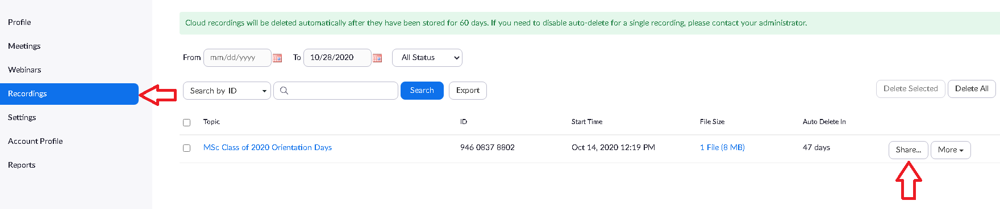 Profile
Meetings
Webinars
Recordings
Settings
Account Profile
Reports
Cloud recordings will be deleted automatically after they have been stored for 60 days. If you need to disable auto-delete for a single recording, please contact your administrator.
From mm/dd/yyyy To 10/28/2020 All Status
Search by ID Search Export Delete Selected Delete All
Topic ID Start Time File Size Auto Delete In
MSc Class of 2020 Orientation Days 946 0837 8802 Oct 14, 2020 12:19 PM 1 File (8 MB) 47 days Share... More